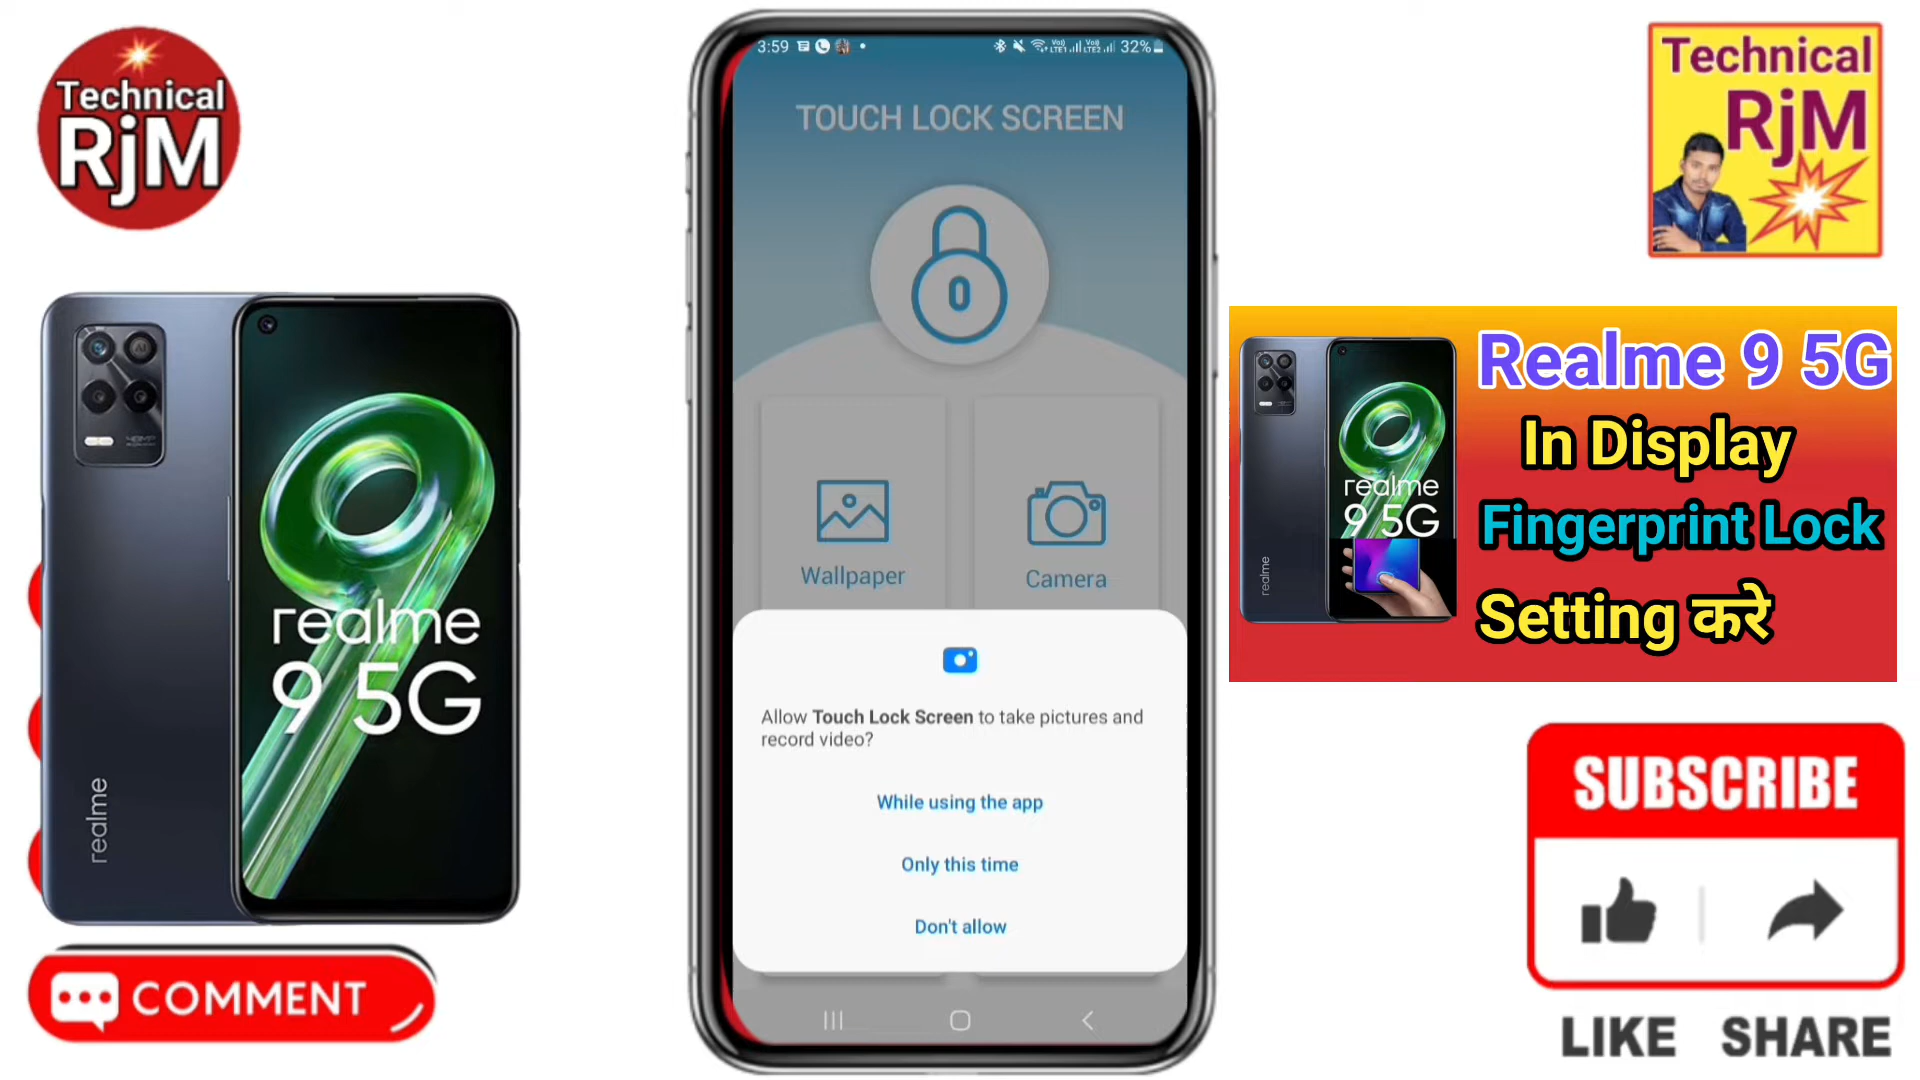 Technical
RjM
realme
9 5G
realme
COMMENT
3:59
32%
TOUCH LOCK SCREEN
Wallpaper
Camera
Allow Touch Lock Screen to take pictures and
record video?
While using the app
Only this time
Don't allow
Technical
RjM
Realme 9 5G
In Display
Fingerprint Lock
Setting करे
realme
9 5G
realme
SUBSCRIBE
LIKE SHARE